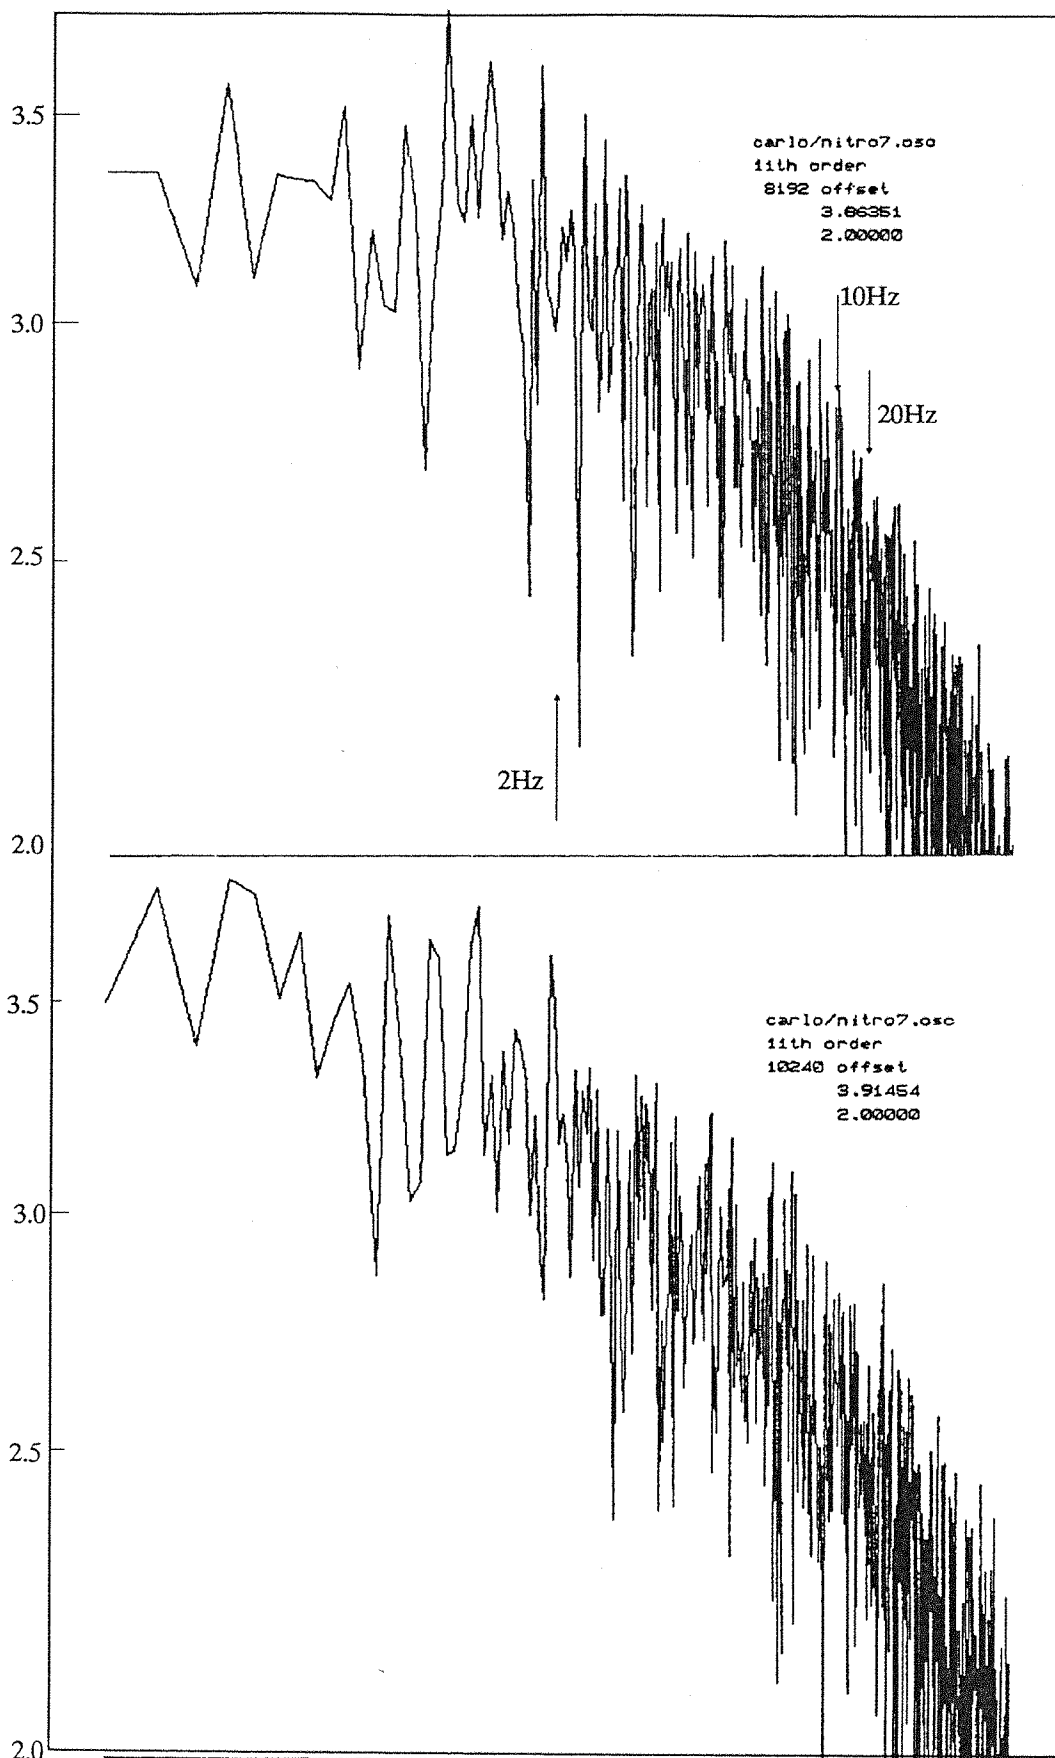 3.5
carlo/nitro7.osc
11th order
8192 offset
3.86351
2.00000
10Hz
3.0
20Hz
2.5
2Hz
2.0
3.5
carlo/nitro7.osc
11th order
10240 offset
3.91454
2.00000
3.0
2.5
2.0